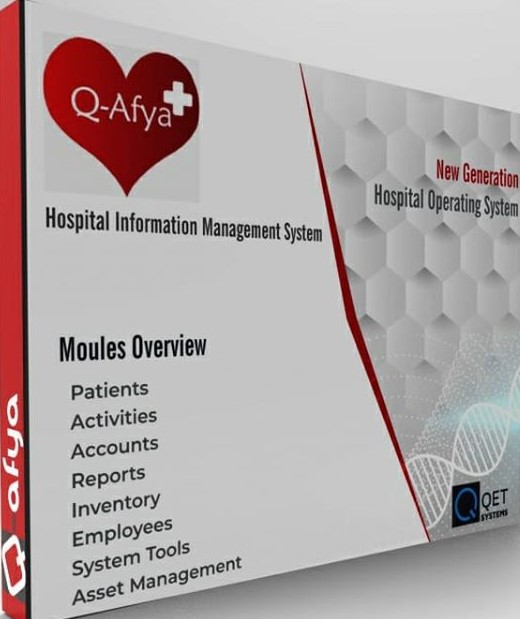 Q-Afya
Hospital Information Management System
New Generation
Hospital Operating System
Moules Overview
Patients
Activities
Accounts
Reports
Inventory
Employees
System Tools
Asset Management
Q-afya
QET
SYSTEMS